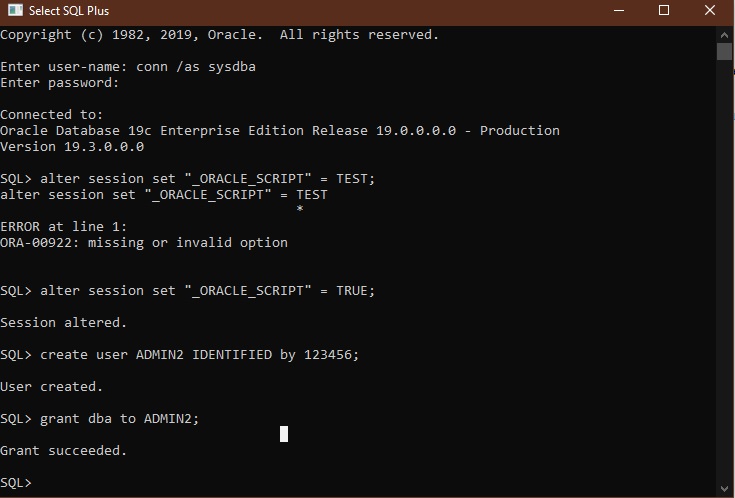 Select SQL Plus
Copyright (c) 1982, 2019, Oracle.  All rights reserved.
Enter user-name: conn /as sysdba
Enter password:
Connected to:
Oracle Database 19c Enterprise Edition Release 19.0.0.0.0 - Production
Version 19.3.0.0.0
SQL> alter session set "_ORACLE_SCRIPT" = TEST;
alter session set "_ORACLE_SCRIPT" = TEST
*
ERROR at line 1:
ORA-00922: missing or invalid option
SQL> alter session set "_ORACLE_SCRIPT" = TRUE;
Session altered.
SQL> create user ADMIN2 IDENTIFIED by 123456;
User created.
SQL> grant dba to ADMIN2;
Grant succeeded.
SQL>